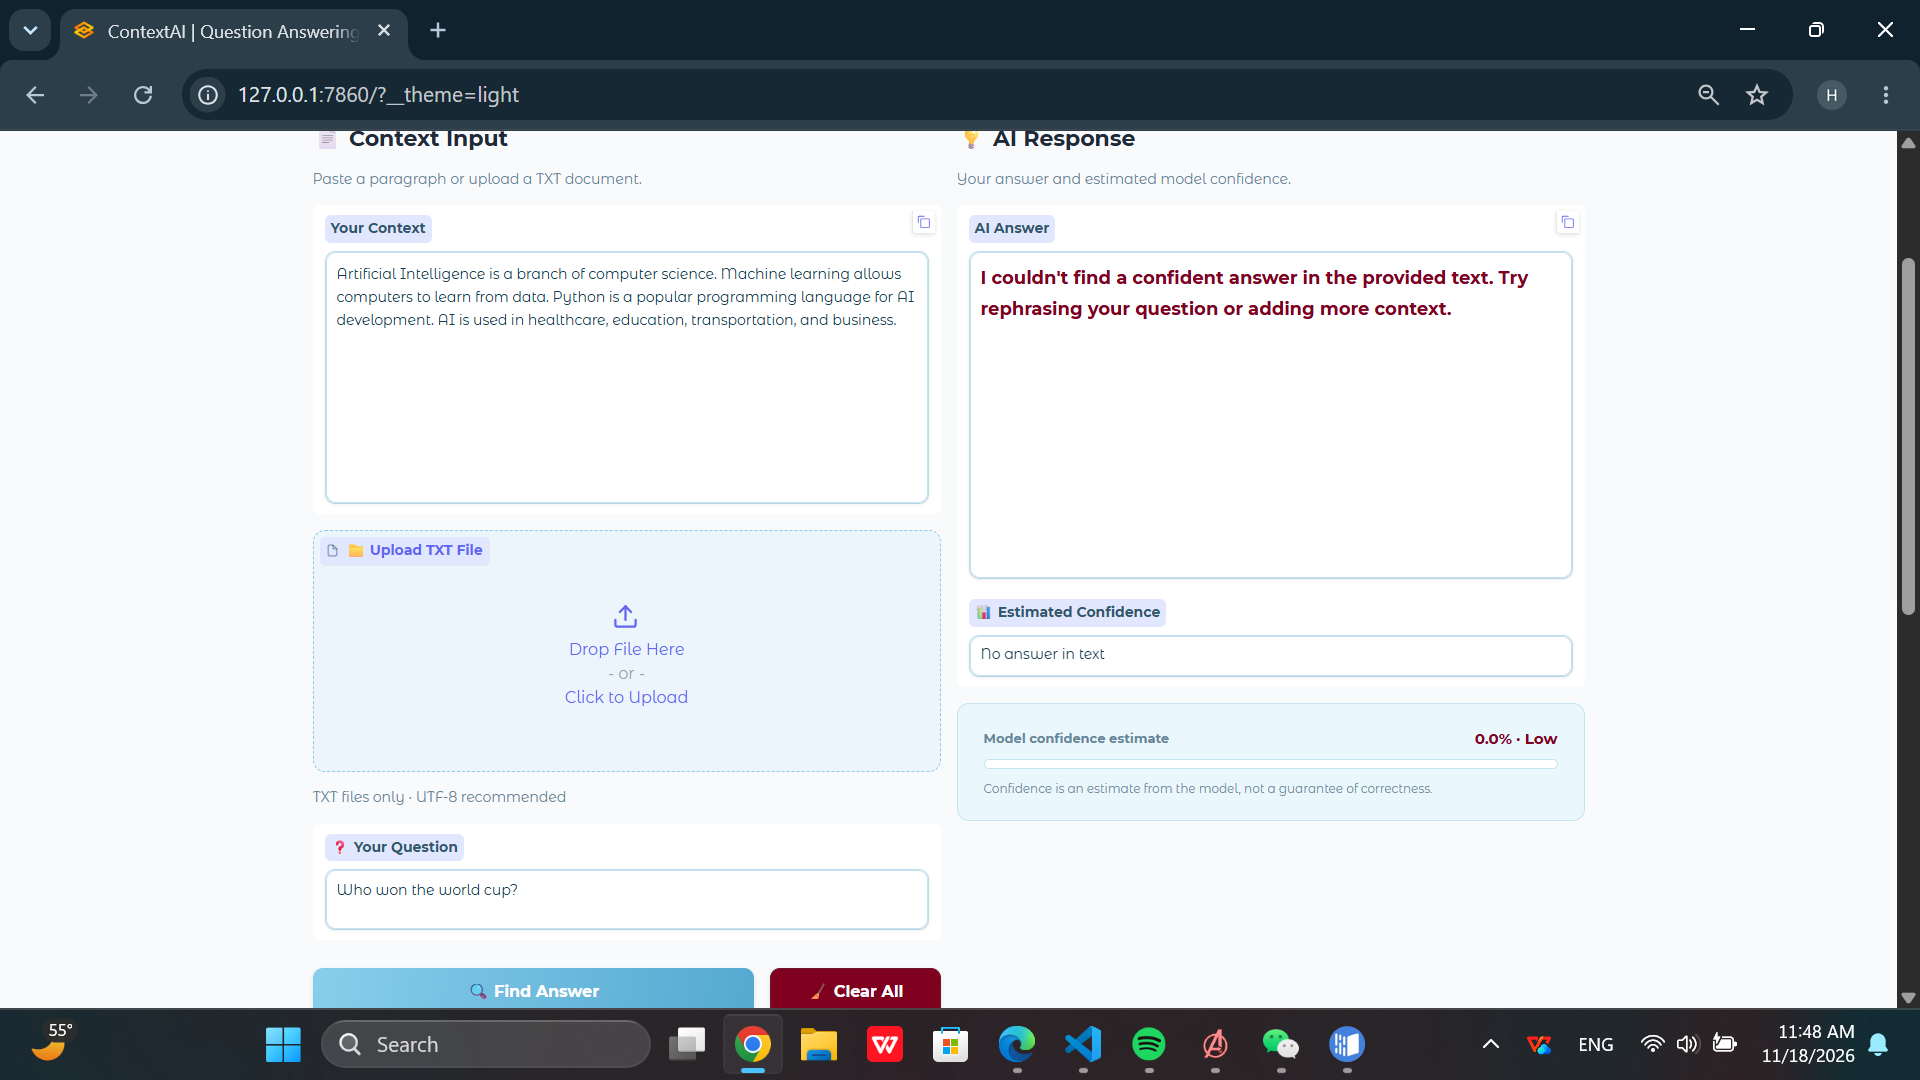 ContextAI | Question Answering
127.0.0.1:7860/?__theme=light
H
Context Input
Paste a paragraph or upload a TXT document.
Your Context
Artificial Intelligence is a branch of computer science. Machine learning allows
computers to learn from data. Python is a popular programming language for AI
development. AI is used in healthcare, education, transportation, and business.
Upload TXT File
Drop File Here
- or -
Click to Upload
TXT files only · UTF-8 recommended
Your Question
Who won the world cup?
Find Answer
Clear All
AI Response
Your answer and estimated model confidence.
AI Answer
I couldn't find a confident answer in the provided text. Try
rephrasing your question or adding more context.
Estimated Confidence
No answer in text
Model confidence estimate
0.0% · Low
Confidence is an estimate from the model, not a guarantee of correctness.
55°
Search
ENG
11:48 AM
11/18/2026